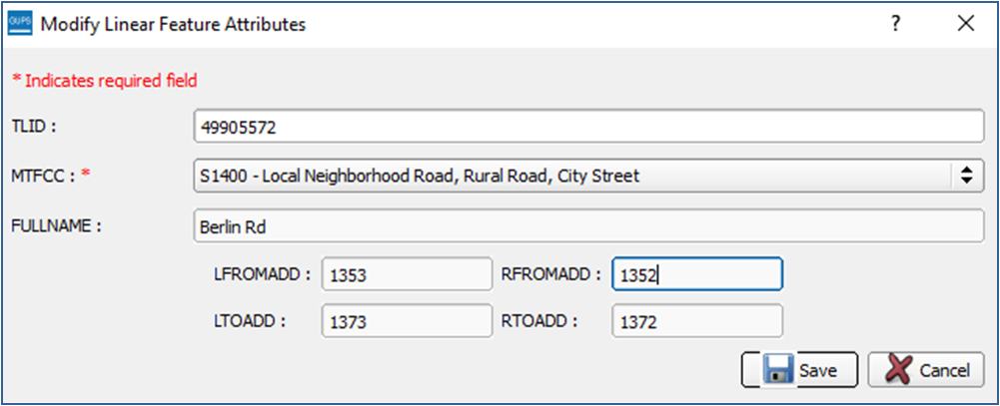 GUPS Modify Linear Feature Attributes ?
* Indicates required field
TLID : 49905572
MTFCC : * S1400 - Local Neighborhood Road, Rural Road, City Street
FULLNAME : Berlin Rd
LFROMADD : 1353 RFROMADD : 1352
LTOADD : 1373 RTOADD : 1372
Save Cancel